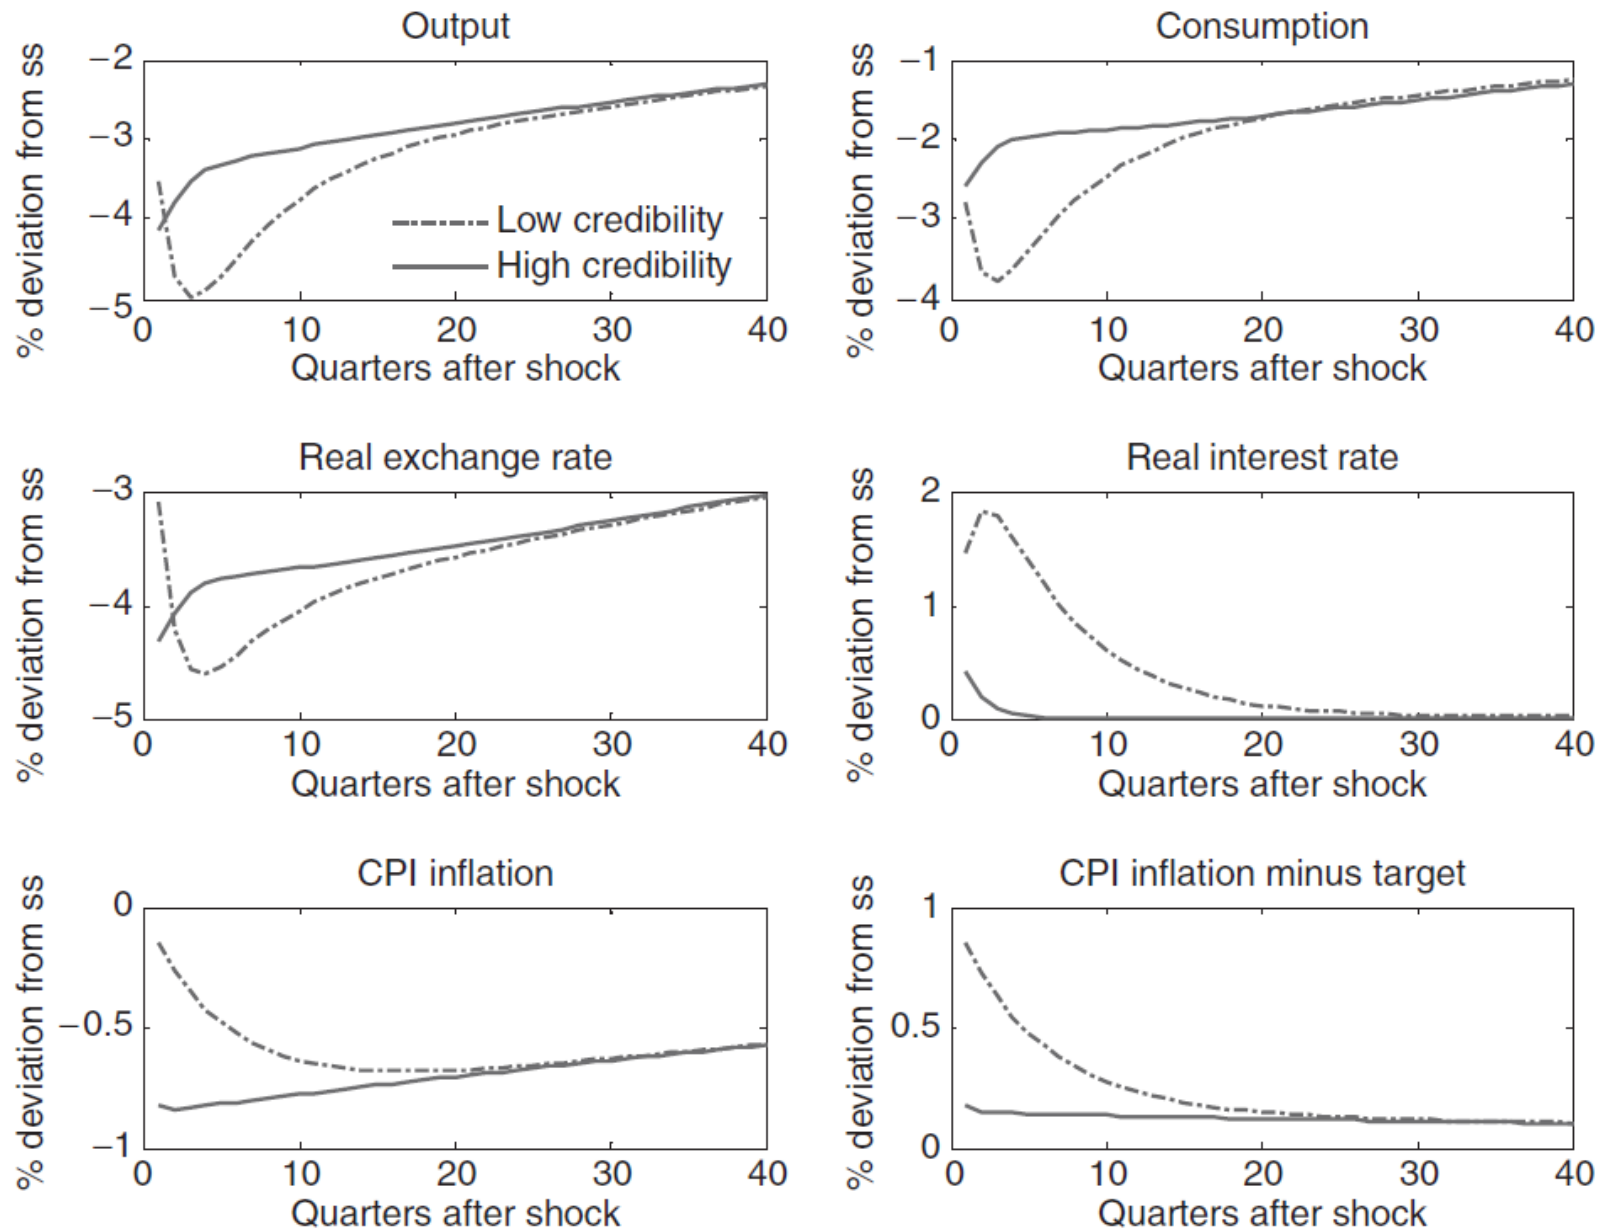 Output
% deviation from ss
−2
−3
−4
−5
Low credibility
High credibility
0 10 20 30 40
Quarters after shock
Consumption
% deviation from ss
−1
−2
−3
−4
0 10 20 30 40
Quarters after shock
Real exchange rate
% deviation from ss
−3
−4
−5
0 10 20 30 40
Quarters after shock
Real interest rate
% deviation from ss
2
1
0
0 10 20 30 40
Quarters after shock
CPI inflation
% deviation from ss
0
−0.5
−1
0 10 20 30 40
Quarters after shock
CPI inflation minus target
% deviation from ss
1
0.5
0
0 10 20 30 40
Quarters after shock